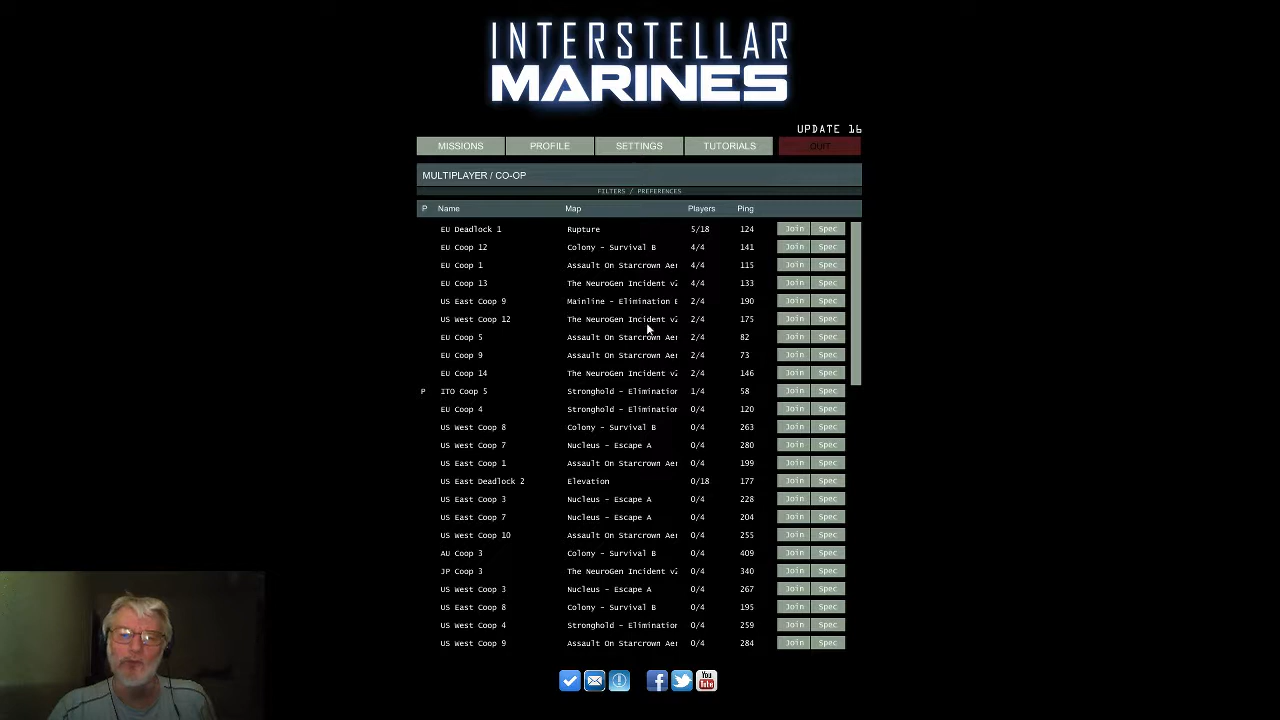 INTERSTELLAR
MARINES
UPDATE 16
MISSIONS PROFILE SETTINGS TUTORIALS QUIT
MULTIPLAYER / CO-OP
FILTERS / PREFERENCES
P Name Map Players Ping
EU Deadlock 1 Rupture 5/18 124 Join Spec
EU Coop 12 Colony - Survival B 4/4 141 Join Spec
EU Coop 1 Assault On Starcrown Aer 4/4 115 Join Spec
EU Coop 13 The NeuroGen Incident v2 4/4 133 Join Spec
US East Coop 9 Mainline - Elimination B 2/4 190 Join Spec
US West Coop 12 The NeuroGen Incident v2 2/4 175 Join Spec
EU Coop 5 Assault On Starcrown Aer 2/4 82 Join Spec
EU Coop 9 Assault On Starcrown Aer 2/4 73 Join Spec
EU Coop 14 The NeuroGen Incident v2 2/4 146 Join Spec
P ITO Coop 5 Stronghold - Elimination 1/4 58 Join Spec
EU Coop 4 Stronghold - Elimination 0/4 120 Join Spec
US West Coop 8 Colony - Survival B 0/4 263 Join Spec
US West Coop 7 Nucleus - Escape A 0/4 280 Join Spec
US East Coop 1 Assault On Starcrown Aer 0/4 199 Join Spec
US East Deadlock 2 Elevation 0/18 177 Join Spec
US East Coop 3 Nucleus - Escape A 0/4 228 Join Spec
US East Coop 7 Nucleus - Escape A 0/4 204 Join Spec
US West Coop 10 Assault On Starcrown Aer 0/4 255 Join Spec
AU Coop 3 Colony - Survival B 0/4 409 Join Spec
JP Coop 3 The NeuroGen Incident v2 0/4 340 Join Spec
US West Coop 3 Nucleus - Escape A 0/4 267 Join Spec
US East Coop 8 Colony - Survival B 0/4 195 Join Spec
US West Coop 4 Stronghold - Elimination 0/4 259 Join Spec
US West Coop 9 Assault On Starcrown Aer 0/4 284 Join Spec
You Tube